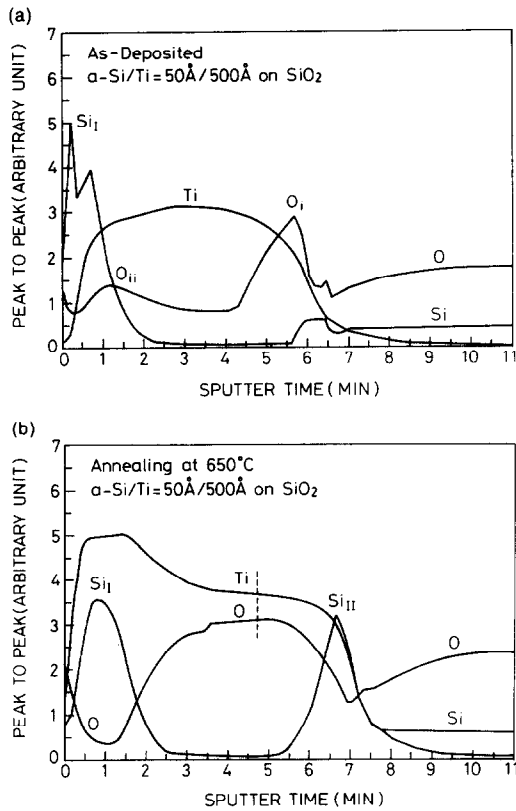 (a)
As-Deposited
a-Si/Ti=50Å/500Å on SiO2
PEAK TO PEAK (ARBITRARY UNIT)
7
6
5
4
3
2
1
0
SiI
Ti
Oii
Oi
O
Si
0 1 2 3 4 5 6 7 8 9 10 11
SPUTTER TIME (MIN)
(b)
Annealing at 650°C
a-Si/Ti=50Å/500Å on SiO2
PEAK TO PEAK (ARBITRARY UNIT)
7
6
5
4
3
2
1
0
SiI
Ti
O
SiII
O
Si
O
0 1 2 3 4 5 6 7 8 9 10 11
SPUTTER TIME (MIN)